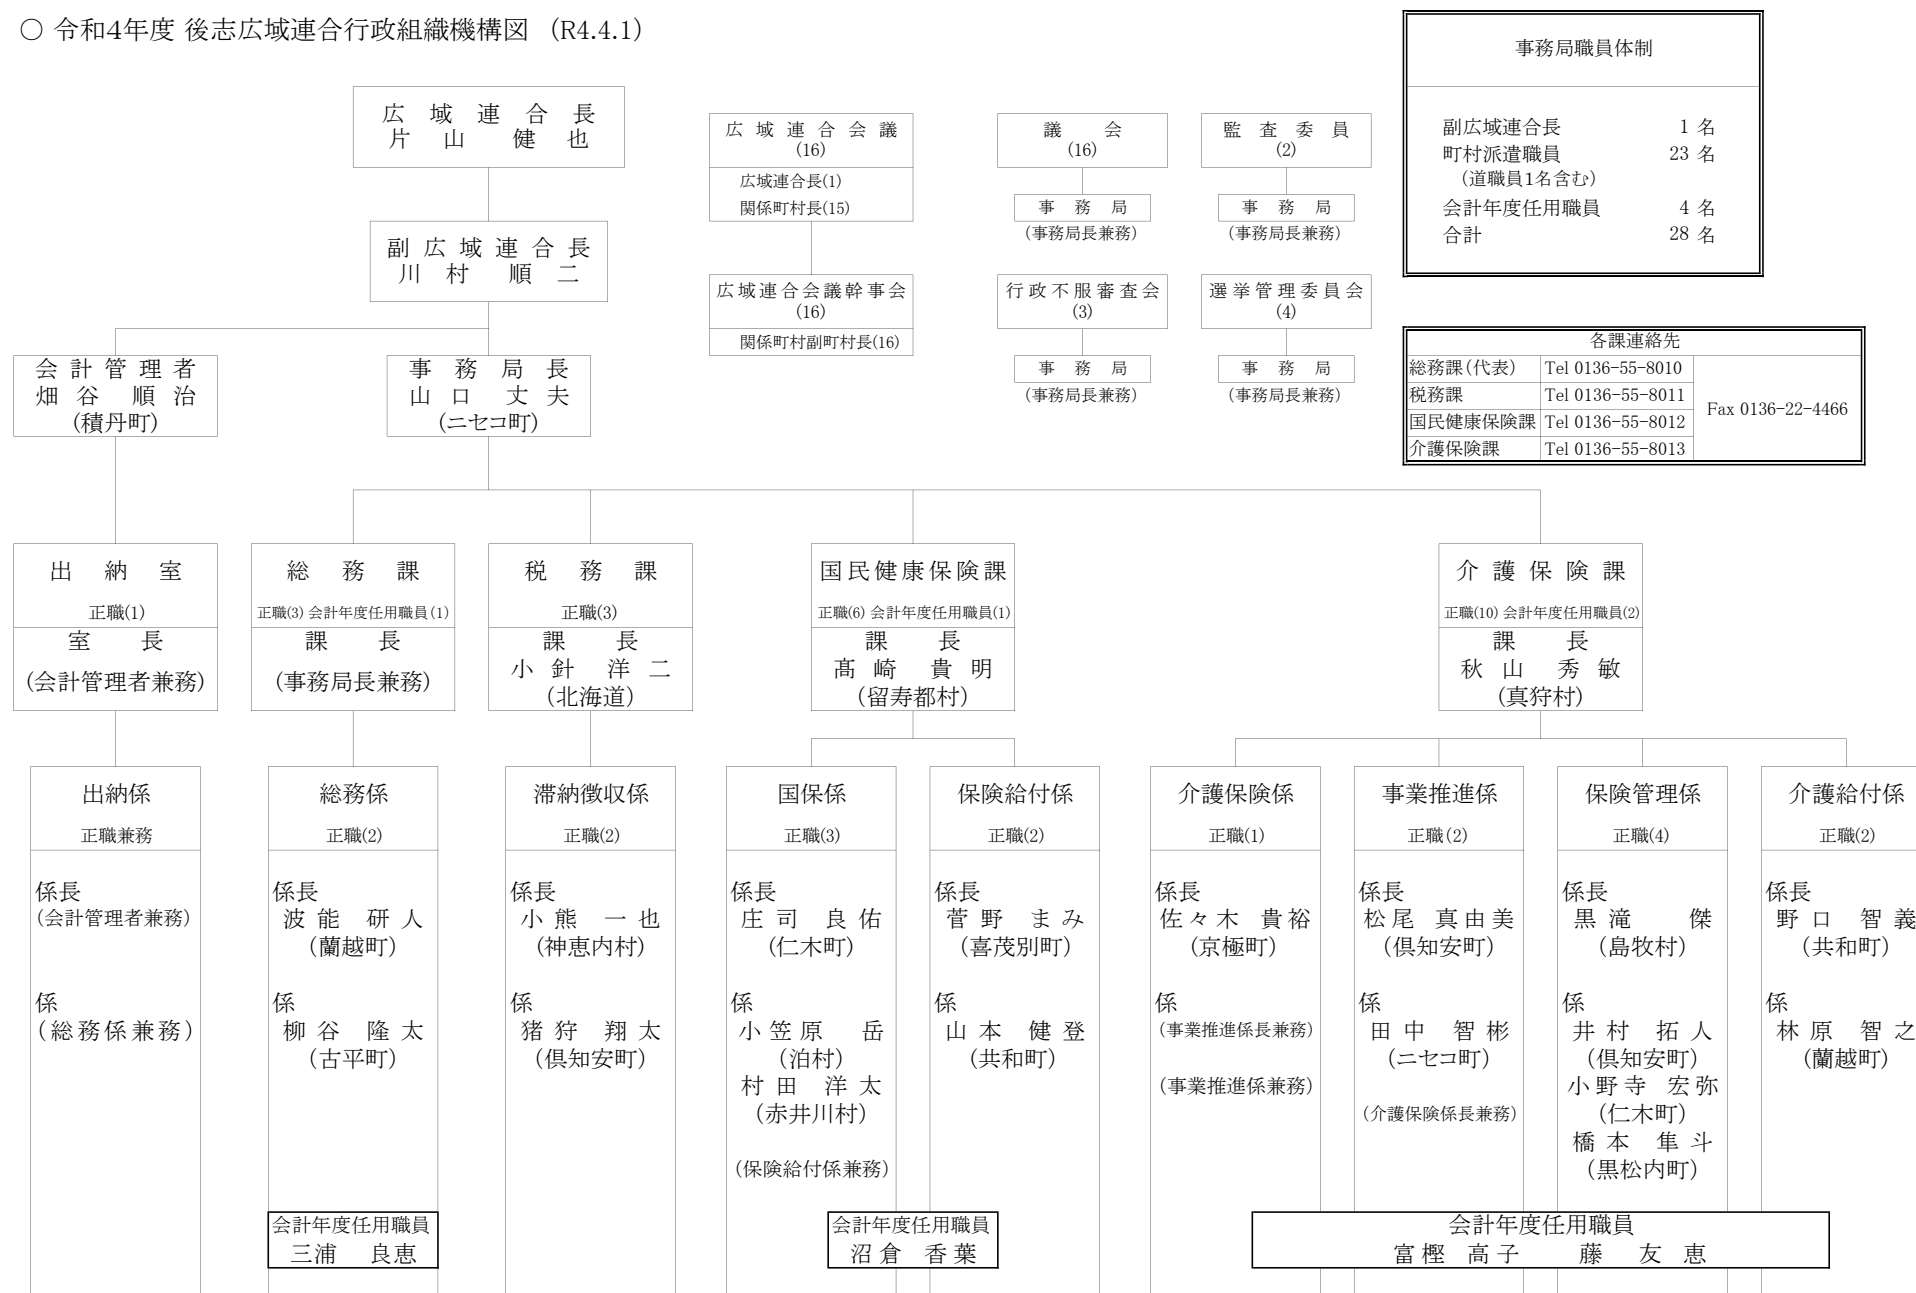 ○ 令和4年度 後志広域連合行政組織機構図 （R4.4.1）
広域連合長
片山 健也
副広域連合長
川村 順二
会計管理者
畑谷 順治
(積丹町)
事務局長
山口 丈夫
(ニセコ町)
広域連合会議
(16)
広域連合長(1)
関係町村長(15)
広域連合会議幹事会
(16)
関係町村副町村長(16)
議会
(16)
事務局
(事務局長兼務)
監査委員
(2)
事務局
(事務局長兼務)
行政不服審査会
(3)
事務局
(事務局長兼務)
選挙管理委員会
(4)
事務局
(事務局長兼務)
事務局職員体制
副広域連合長 1 名
町村派遣職員 23 名
（道職員1名含む）
会計年度任用職員 4 名
合計 28 名
各課連絡先
総務課（代表） Tel 0136-55-8010
税務課 Tel 0136-55-8011
国民健康保険課 Tel 0136-55-8012
介護保険課 Tel 0136-55-8013
Fax 0136-22-4466
出納室
正職(1)
室長
(会計管理者兼務)
総務課
正職(3) 会計年度任用職員(1)
課長
(事務局長兼務)
税務課
正職(3)
課長
小針 洋二
(北海道)
国民健康保険課
正職(6) 会計年度任用職員(1)
課長
髙崎 貴明
(留寿都村)
介護保険課
正職(10) 会計年度任用職員(2)
課長
秋山 秀敏
(真狩村)
出納係
正職兼務
係長
(会計管理者兼務)
係
(総務係兼務)
総務係
正職(2)
係長
波能 研人
(蘭越町)
係
柳谷 隆太
(古平町)
会計年度任用職員
三浦 良恵
滞納徴収係
正職(2)
係長
小熊 一也
(神恵内村)
係
猪狩 翔太
(倶知安町)
国保係
正職(3)
係長
庄司 良佑
(仁木町)
係
小笠原 岳
(泊村)
村田 洋太
(赤井川村)
(保険給付係兼務)
保険給付係
正職(2)
係長
菅野 まみ
(喜茂別町)
係
山本 健登
(共和町)
会計年度任用職員
沼倉 香葉
介護保険係
正職(1)
係長
佐々木 貴裕
(京極町)
係
(事業推進係長兼務)
(事業推進係兼務)
事業推進係
正職(2)
係長
松尾 真由美
(倶知安町)
係
田中 智彬
(ニセコ町)
(介護保険係長兼務)
保険管理係
正職(4)
係長
黒滝 傑
(島牧村)
係
井村 拓人
(倶知安町)
小野寺 宏弥
(仁木町)
橋本 隼斗
(黒松内町)
介護給付係
正職(2)
係長
野口 智義
(共和町)
係
林原 智之
(蘭越町)
会計年度任用職員
富樫 高子 藤 友恵